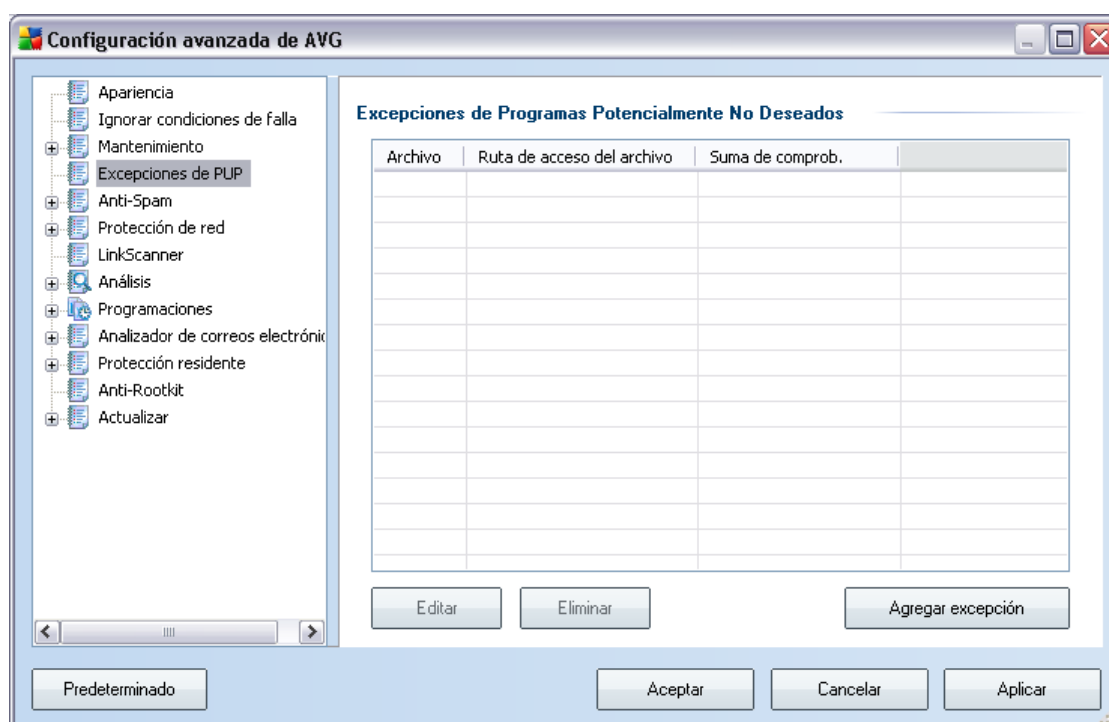 Configuración avanzada de AVG
Apariencia
Ignorar condiciones de falla
Mantenimiento
Excepciones de PUP
Anti-Spam
Protección de red
LinkScanner
Análisis
Programaciones
Analizador de correos electrónic
Protección residente
Anti-Rootkit
Actualizar
Excepciones de Programas Potencialmente No Deseados
Archivo Ruta de acceso del archivo Suma de comprob.
Editar Eliminar Agregar excepción
Predeterminado Aceptar Cancelar Aplicar